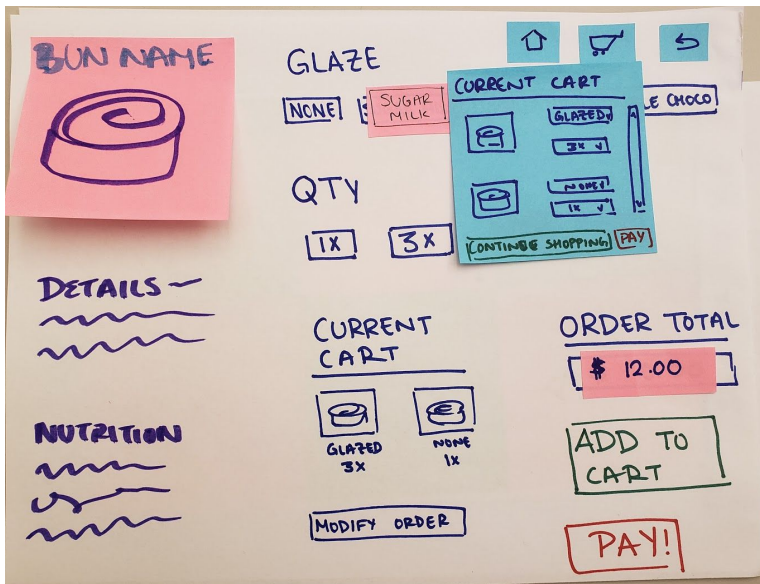 BUN NAME
GLAZE
NONE
SUGAR
MILK
LE CHOCO
CURRENT CART
GLAZED v
3x v
NONE v
1x v
CONTINUE SHOPPING
PAY
QTY
1X
3X
DETAILS
CURRENT
CART
GLAZED
3X
NONE
1X
MODIFY ORDER
ORDER TOTAL
$ 12.00
ADD TO
CART
PAY!
NUTRITION